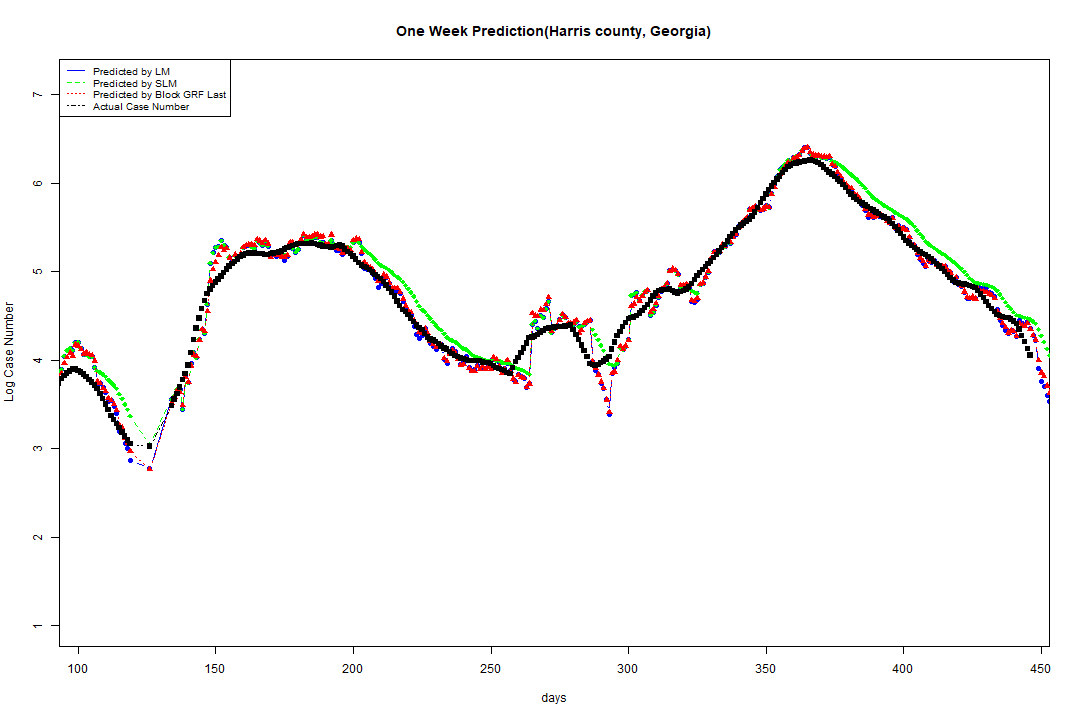 One Week Prediction(Harris county, Georgia)
Predicted by LM
Predicted by SLM
Predicted by Block GRF Last
Actual Case Number
Log Case Number
7
6
5
4
3
2
1
100 150 200 250 300 350 400 450
days